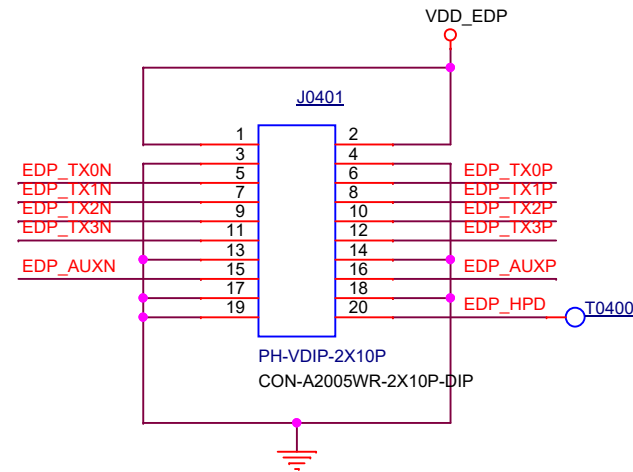 VDD_EDP
J0401
1 2
3 4
EDP_TX0N 5 6 EDP_TX0P
EDP_TX1N 7 8 EDP_TX1P
EDP_TX2N 9 10 EDP_TX2P
EDP_TX3N 11 12 EDP_TX3P
13 14
EDP_AUXN 15 16 EDP_AUXP
17 18
19 20 EDP_HPD T0400
PH-VDIP-2X10P
CON-A2005WR-2X10P-DIP